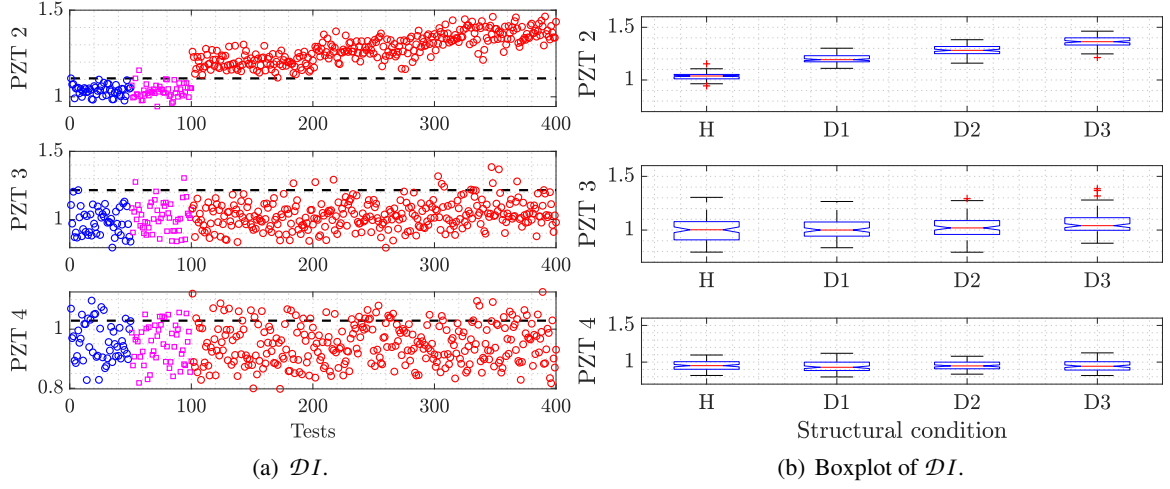 PZT 2
1.5
1
0 100 200 300 400
PZT 3
1.5
1
0 100 200 300 400
PZT 4
1
0.8
0 100 200 300 400
Tests
(a) DI.
PZT 2
1.5
1
H D1 D2 D3
PZT 3
1.5
1
H D1 D2 D3
PZT 4
1.5
1
H D1 D2 D3
Structural condition
(b) Boxplot of DI.